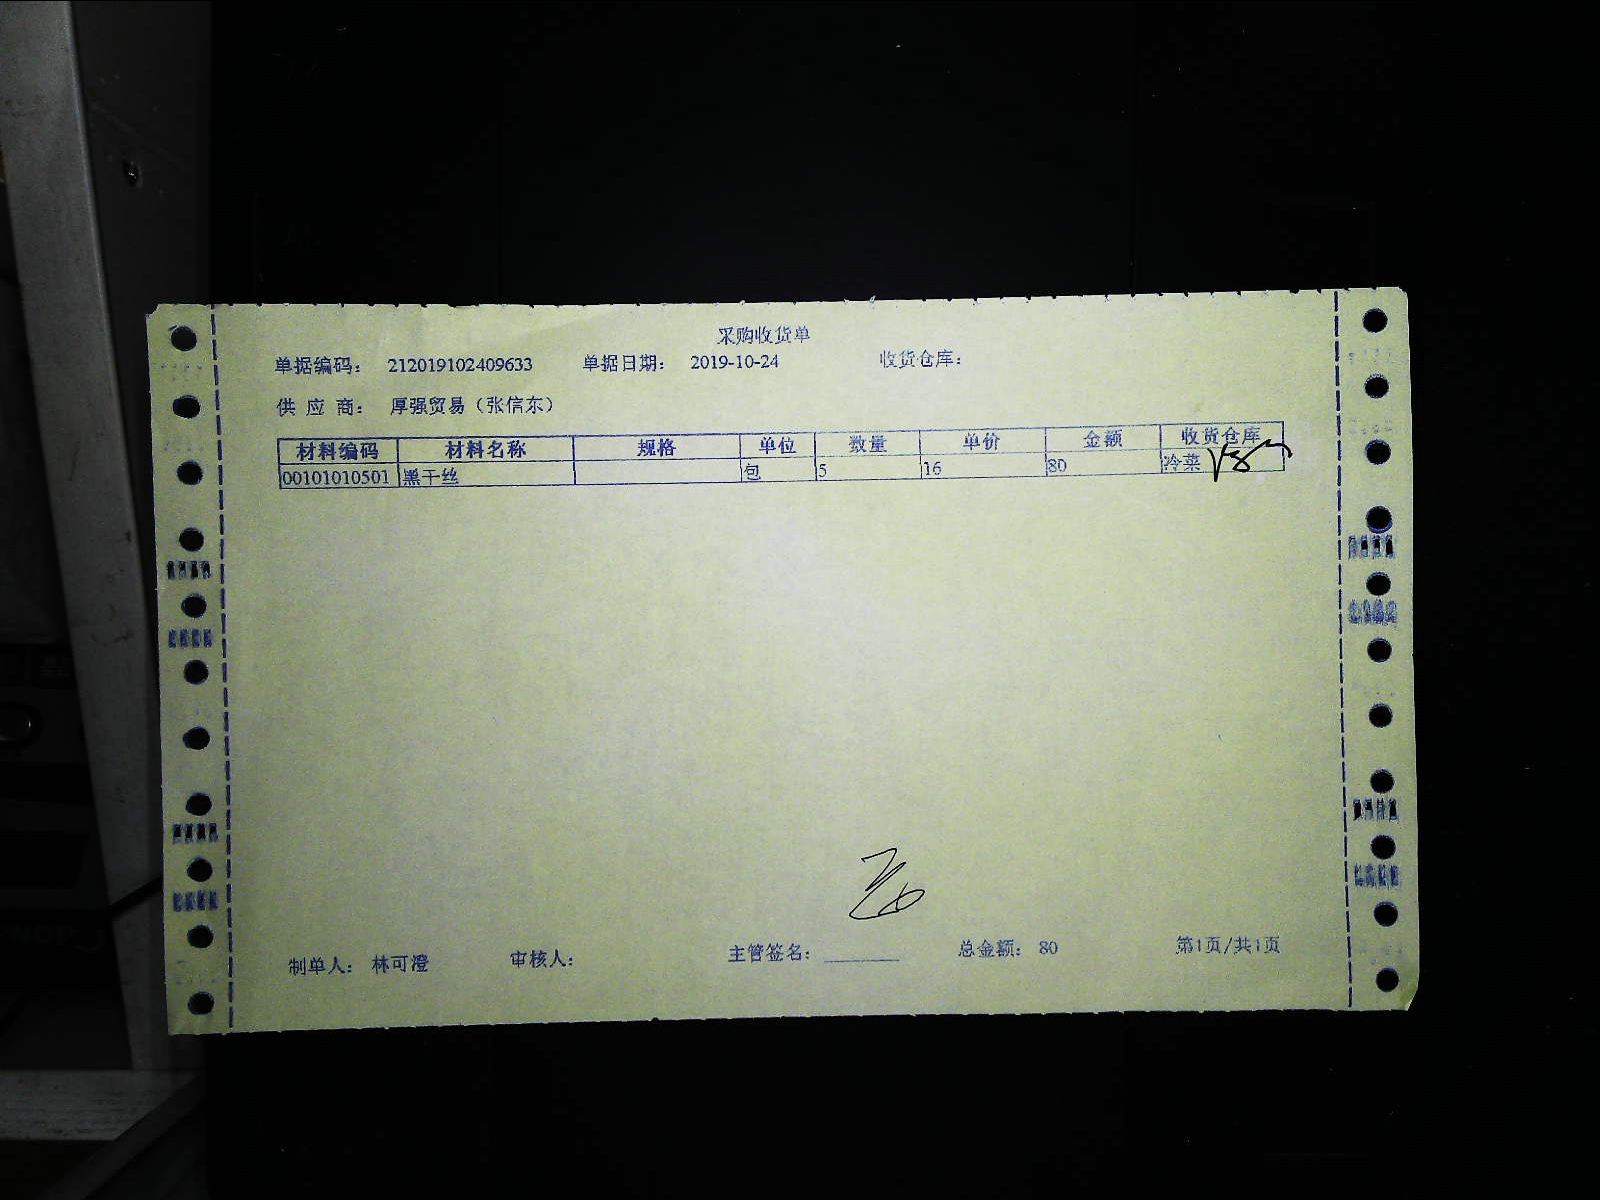 采购收货单
单据编码： 212019102409633 单据日期： 2019-10-24 收货仓库：
供 应 商： 厚强贸易（张信东）
材料编码 材料名称 规格 单位 数量 单价 金额 收货仓库
00101010501 黑干丝 包 5 16 80 冷菜
制单人： 林可澄 审核人： 主管签名： 总金额： 80 第1页/共1页